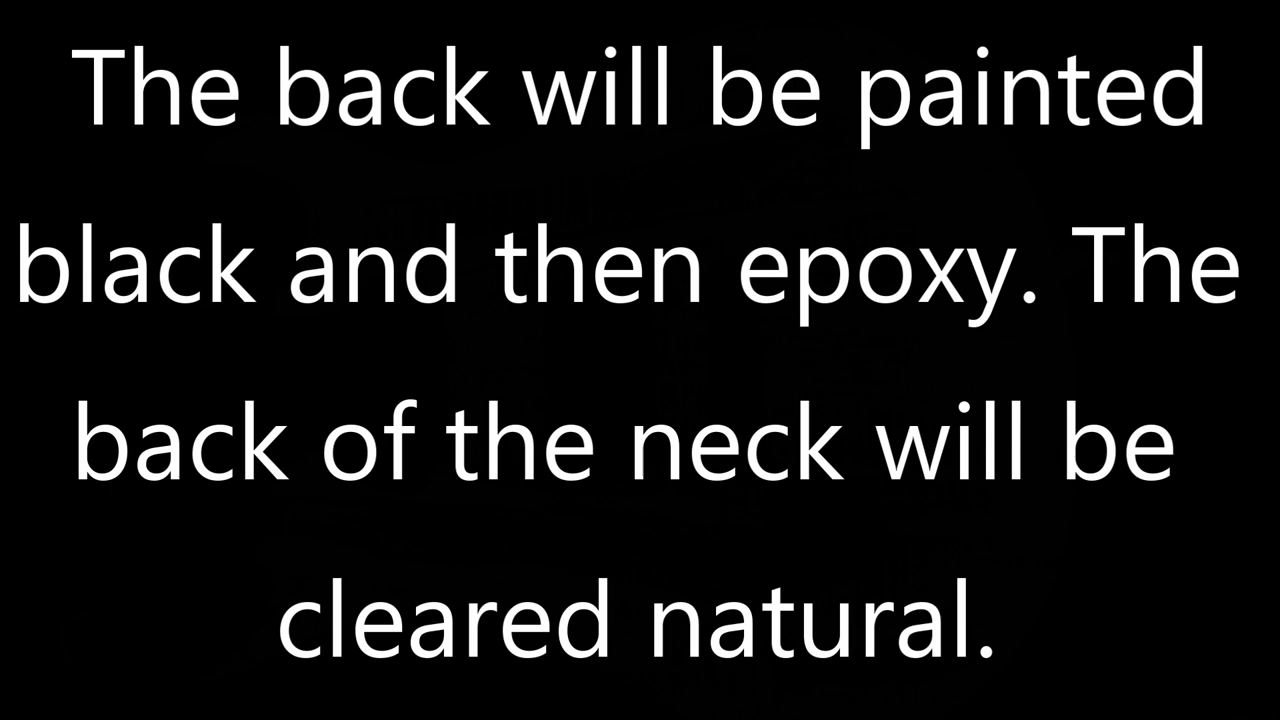 The back will be painted
black and then epoxy. The
back of the neck will be
cleared natural.